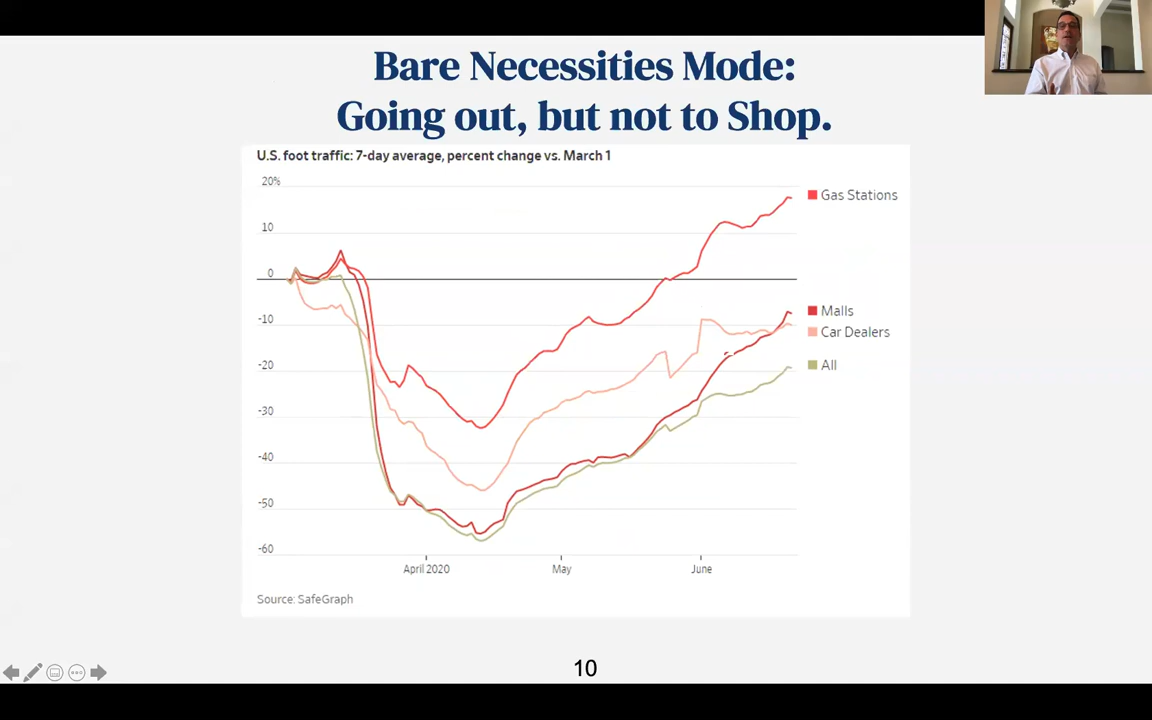 Bare Necessities Mode:
Going out, but not to Shop.
U.S. foot traffic: 7-day average, percent change vs. March 1
20%
10
0
-10
-20
-30
-40
-50
-60
Gas Stations
Malls
Car Dealers
All
April 2020
May
June
Source: SafeGraph
10